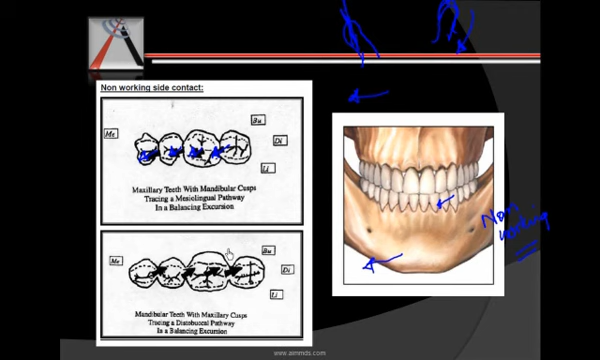 Non working side contact:
Bu
Me
Di
Li
Maxillary Teeth With Mandibular Cusps
Tracing a Mesiolingual Pathway
In a Balancing Excursion
Bu
Me
Di
Li
Mandibular Teeth With Maxillary Cusps
Tracing a Distobuccal Pathway
In a Balancing Excursion
Non
working
www.aimmds.com